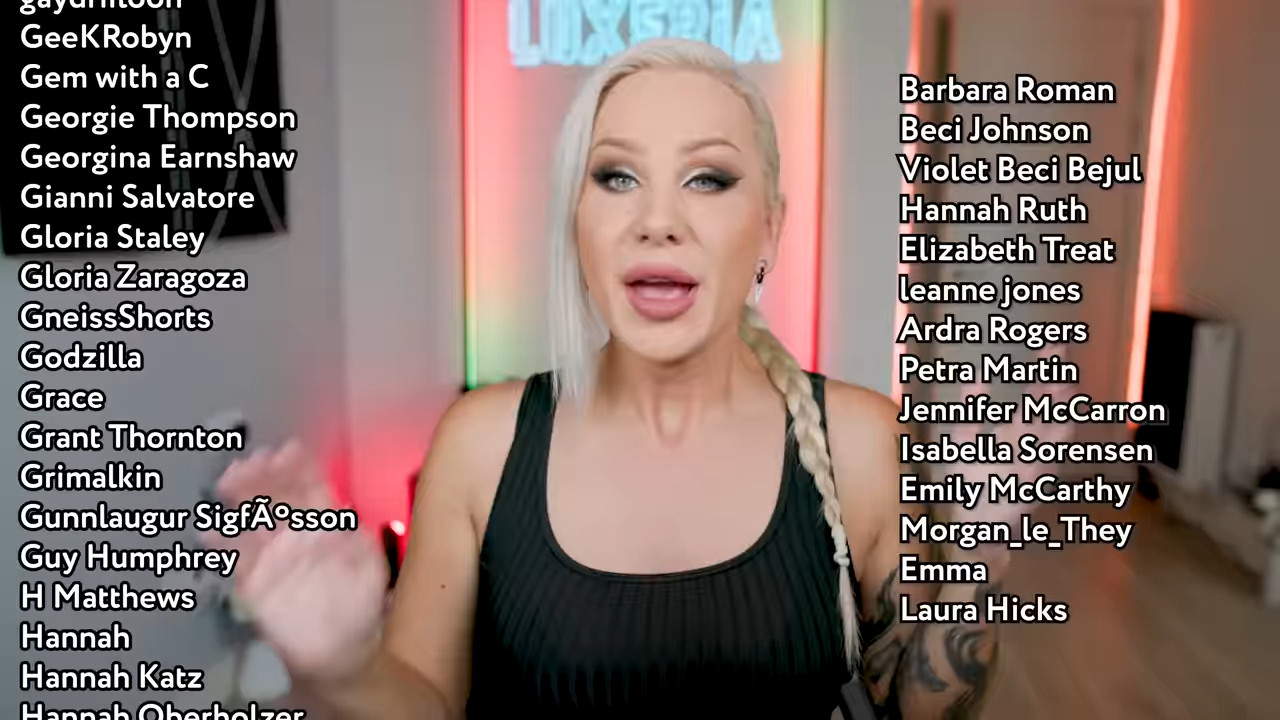 GeeKRobyn
Gem with a C
Georgie Thompson
Georgina Earnshaw
Gianni Salvatore
Gloria Staley
Gloria Zaragoza
GneissShorts
Godzilla
Grace
Grant Thornton
Grimalkin
Gunnlaugur SigfÃºsson
Guy Humphrey
H Matthews
Hannah
Hannah Katz
Hannah Oberholzer
Barbara Roman
Beci Johnson
Violet Beci Bejul
Hannah Ruth
Elizabeth Treat
leanne jones
Ardra Rogers
Petra Martin
Jennifer McCarron
Isabella Sorensen
Emily McCarthy
Morgan_le_They
Emma
Laura Hicks